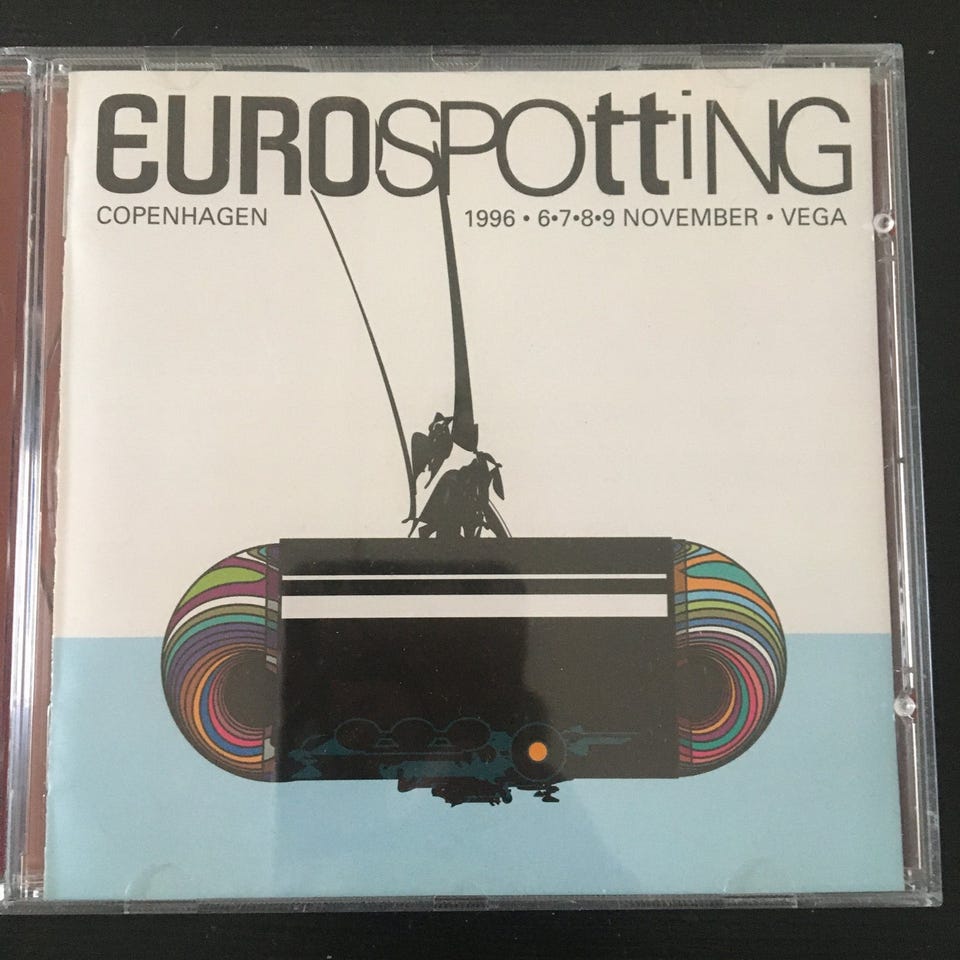 EUROSPOttiNG
COPENHAGEN 1996 • 6•7•8•9 NOVEMBER • VEGA